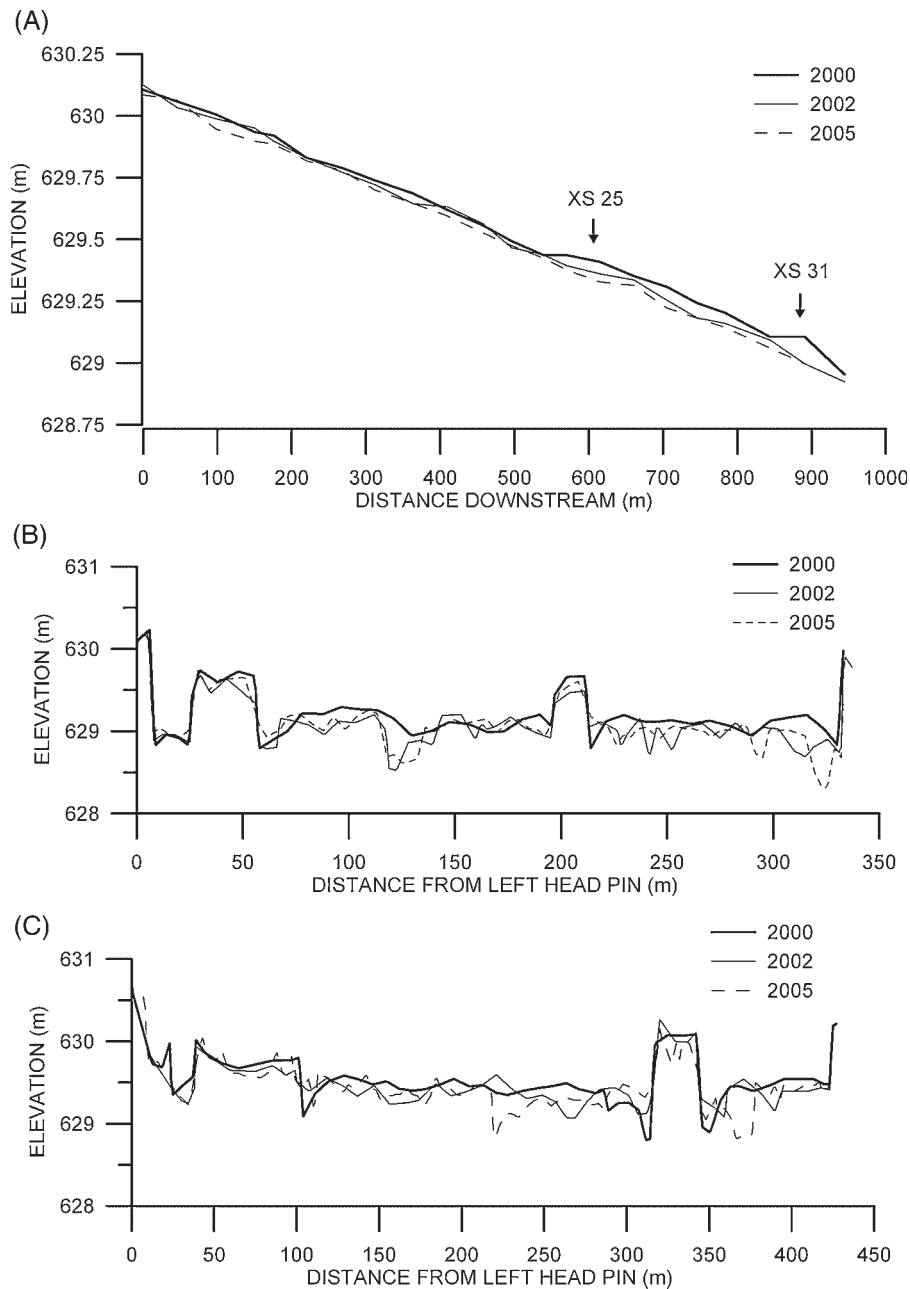 (A)
630.25
630
629.75
629.5
629.25
629
628.75
ELEVATION (m)
2000
2002
2005
XS 25
XS 31
0 100 200 300 400 500 600 700 800 900 1000
DISTANCE DOWNSTREAM (m)
(B)
631
630
629
628
ELEVATION (m)
2000
2002
2005
0 50 100 150 200 250 300 350
DISTANCE FROM LEFT HEAD PIN (m)
(C)
631
630
629
628
ELEVATION (m)
2000
2002
2005
0 50 100 150 200 250 300 350 400 450
DISTANCE FROM LEFT HEAD PIN (m)